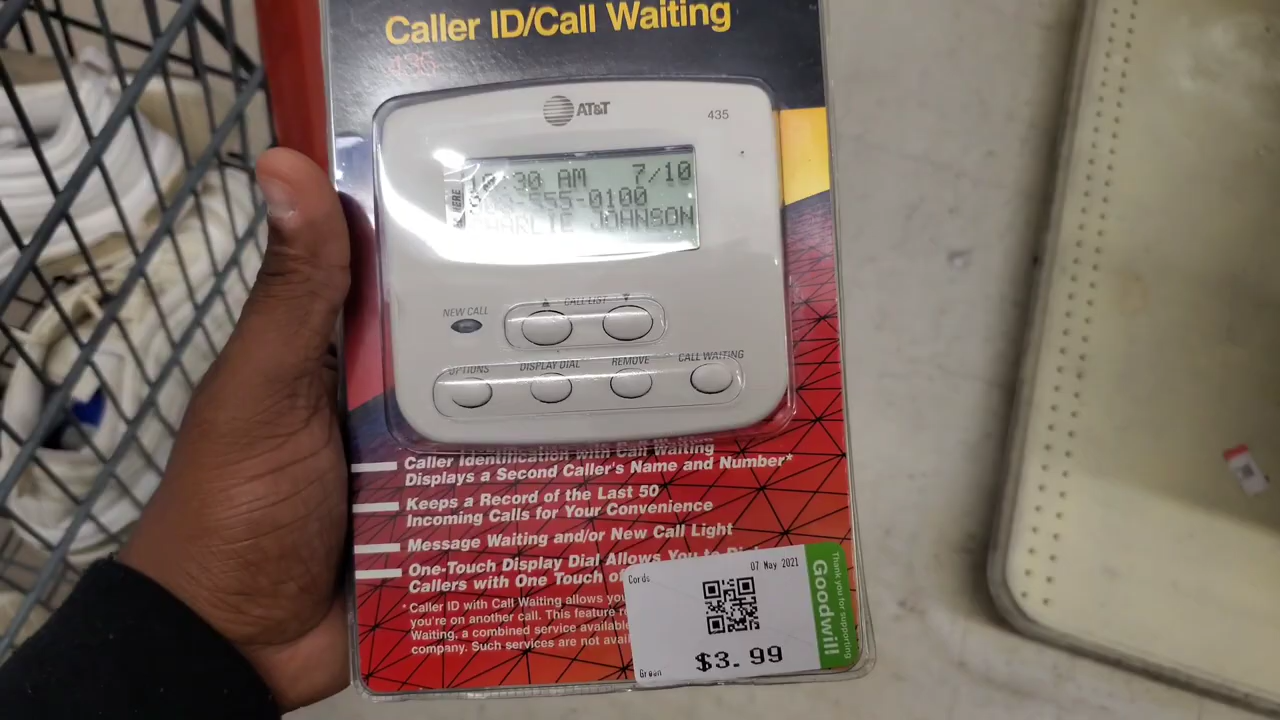 Caller ID/Call Waiting
435
AT&T
435
10:30 AM 7/10
555-0100
CHARLIE JOHNSON
HERE
NEW CALL
CALL LIST
OPTIONS
DISPLAY DIAL
REMOVE
CALL WAITING
Caller Identification with Call Waiting
Displays a Second Caller's Name and Number*
Keeps a Record of the Last 50
Incoming Calls for Your Convenience
Message Waiting and/or New Call Light
One-Touch Display Dial Allows You to
Callers with One Touch
* Caller ID with Call Waiting allows
you're on another call. This feature
Waiting, a combined service available
company. Such services are not
Cords
07 May 2021
$3.99
Green
Thank you for supporting
Goodwill